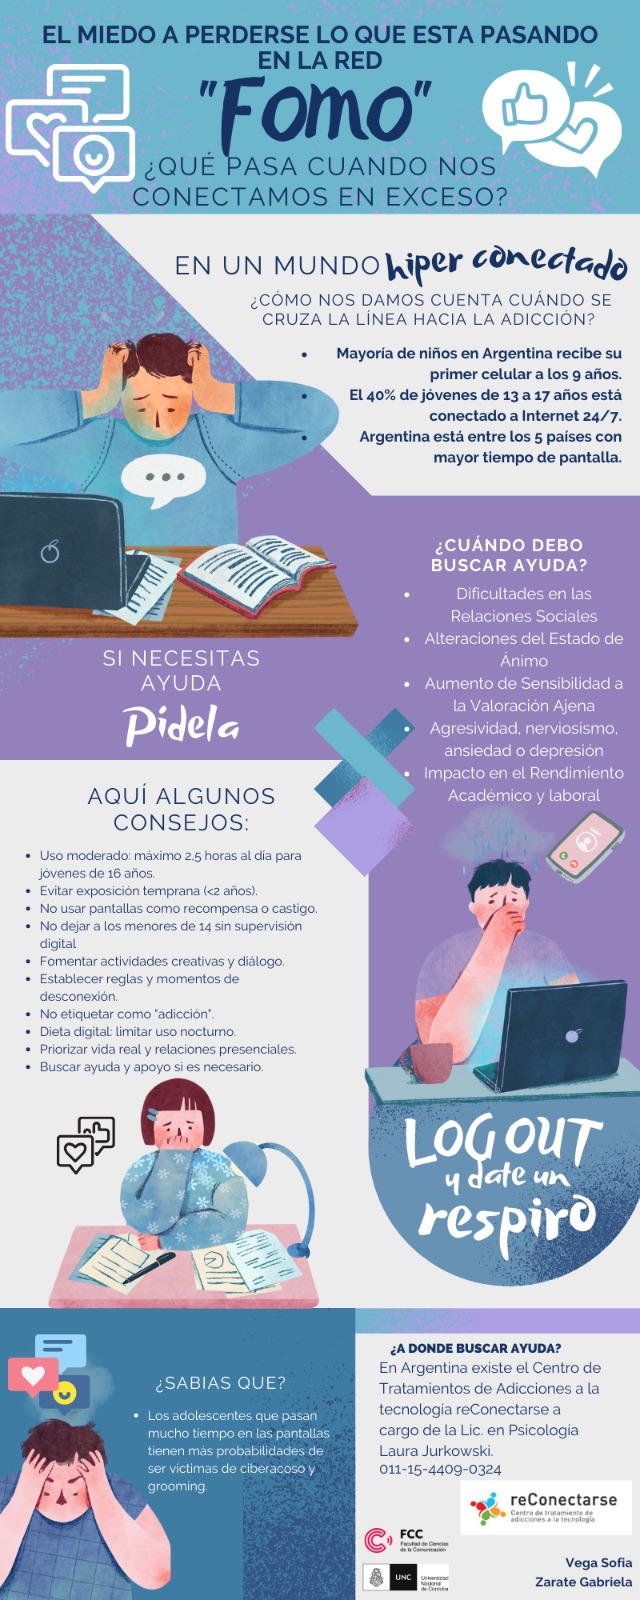 EL MIEDO A PERDERSE LO QUE ESTA PASANDO
EN LA RED
"Fomo"
¿QUÉ PASA CUANDO NOS
CONECTAMOS EN EXCESO?
EN UN MUNDO hiper conectado
¿CÓMO NOS DAMOS CUENTA CUÁNDO SE
CRUZA LA LÍNEA HACIA LA ADICCIÓN?
• Mayoría de niños en Argentina recibe su
primer celular a los 9 años.
• El 40% de jóvenes de 13 a 17 años está
conectado a Internet 24/7.
• Argentina está entre los 5 países con
mayor tiempo de pantalla.
¿CUÁNDO DEBO
BUSCAR AYUDA?
• Dificultades en las
Relaciones Sociales
• Alteraciones del Estado de
Ánimo
• Aumento de Sensibilidad a
la Valoración Ajena
• Agresividad, nerviosismo,
ansiedad o depresión
• Impacto en el Rendimiento
Académico y laboral
SI NECESITAS
AYUDA
Pidela
AQUÍ ALGUNOS
CONSEJOS:
• Uso moderado: máximo 2,5 horas al día para
jóvenes de 16 años.
• Evitar exposición temprana (<2 años).
• No usar pantallas como recompensa o castigo.
• No dejar a los menores de 14 sin supervisión
digital
• Fomentar actividades creativas y diálogo.
• Establecer reglas y momentos de
desconexión.
• No etiquetar como "adicción".
• Dieta digital: limitar uso nocturno.
• Priorizar vida real y relaciones presenciales.
• Buscar ayuda y apoyo si es necesario.
LOG OUT
y date un
respiro
¿SABIAS QUE?
• Los adolescentes que pasan
mucho tiempo en las pantallas
tienen más probabilidades de
ser víctimas de ciberacoso y
grooming.
¿A DONDE BUSCAR AYUDA?
En Argentina existe el Centro de
Tratamientos de Adicciones a la
tecnología reConectarse a
cargo de la Lic. en Psicología
Laura Jurkowski.
011-15-4409-0324
reConectarse
Centro de tratamiento de
adicciones a la tecnología
FCC
Facultad de Ciencias
de la Comunicación
UNC
Universidad
Nacional
de Córdoba
Vega Sofia
Zarate Gabriela